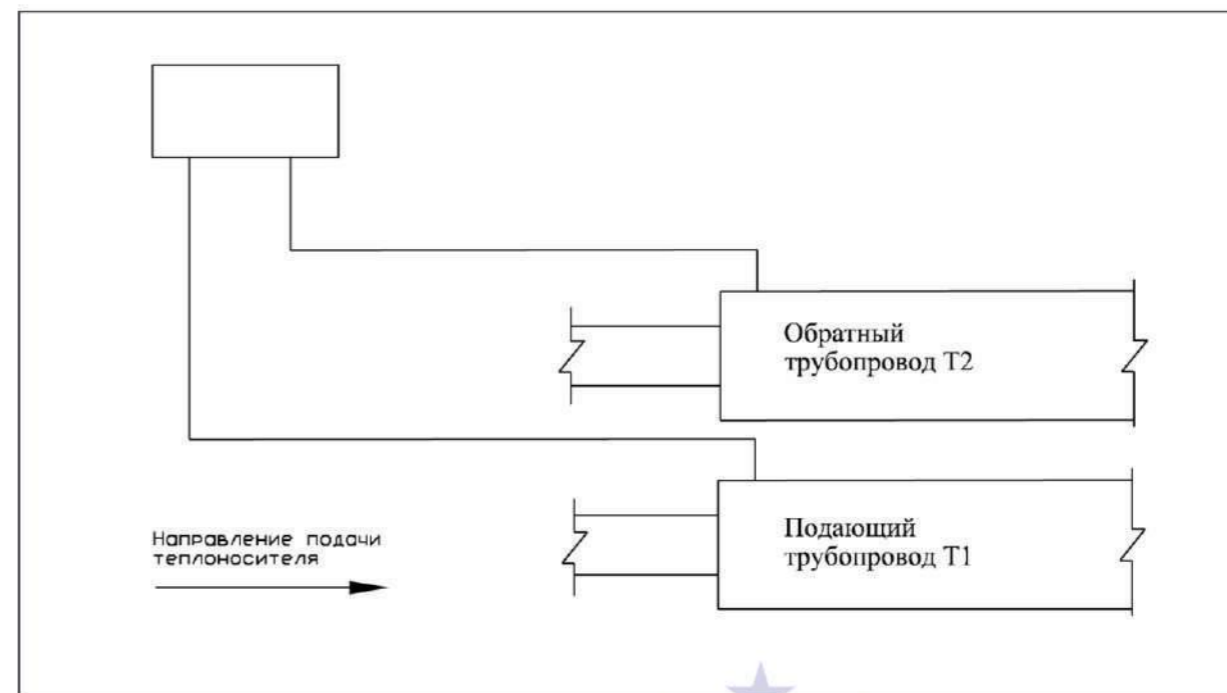 Обратный
трубопровод Т2
Подающий
трубопровод Т1
Направление подачи
теплоносителя